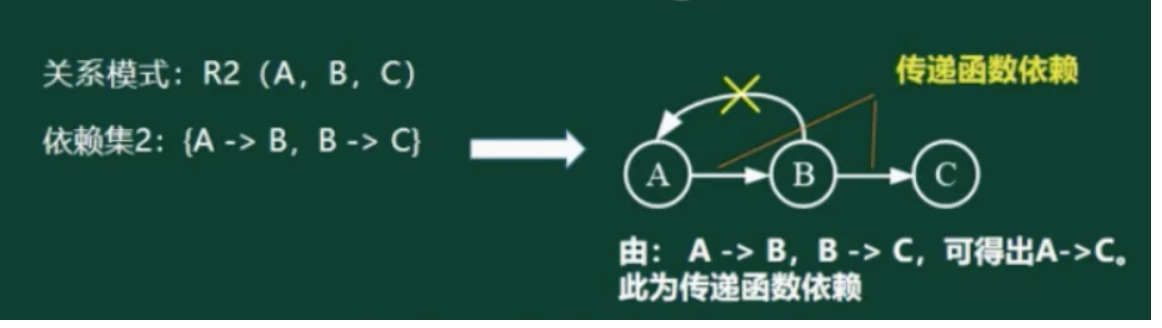 关系模式：R2（A，B，C）
依赖集2：{A -> B，B -> C}
传递函数依赖
A
B
C
由： A -> B，B -> C，可得出A->C。
此为传递函数依赖